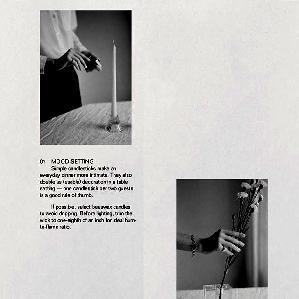 01 MOOD SETTING
Simple candlesticks make an
everyday dinner more intimate. They also
double as (usable) decoration in a table
setting — one candlestick per two guests
is a good rule of thumb.
If possible, select beeswax candles
to avoid dripping. Before lighting, trim the
wick to one-eighth of an inch for ideal burn-
to-flame ratio.